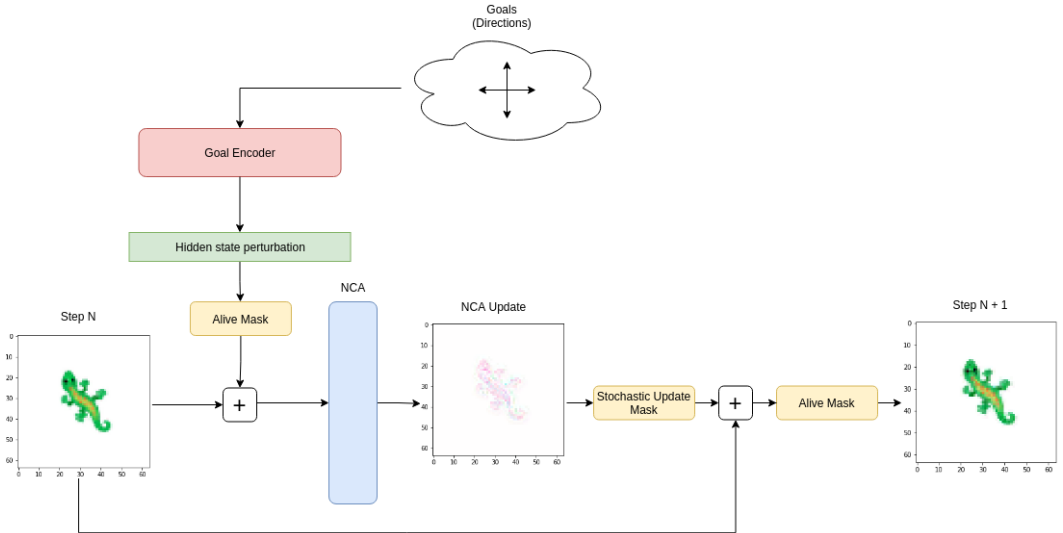 Goals
(Directions)
Goal Encoder
Hidden state perturbation
NCA
Alive Mask
Step N
NCA Update
Step N + 1
+
Stochastic Update
Mask
+
Alive Mask
0
10
20
30
40
50
60
0 10 20 30 40 50 60
0
10
20
30
40
50
60
0 10 20 30 40 50 60
0
10
20
30
40
50
60
0 10 20 30 40 50 60